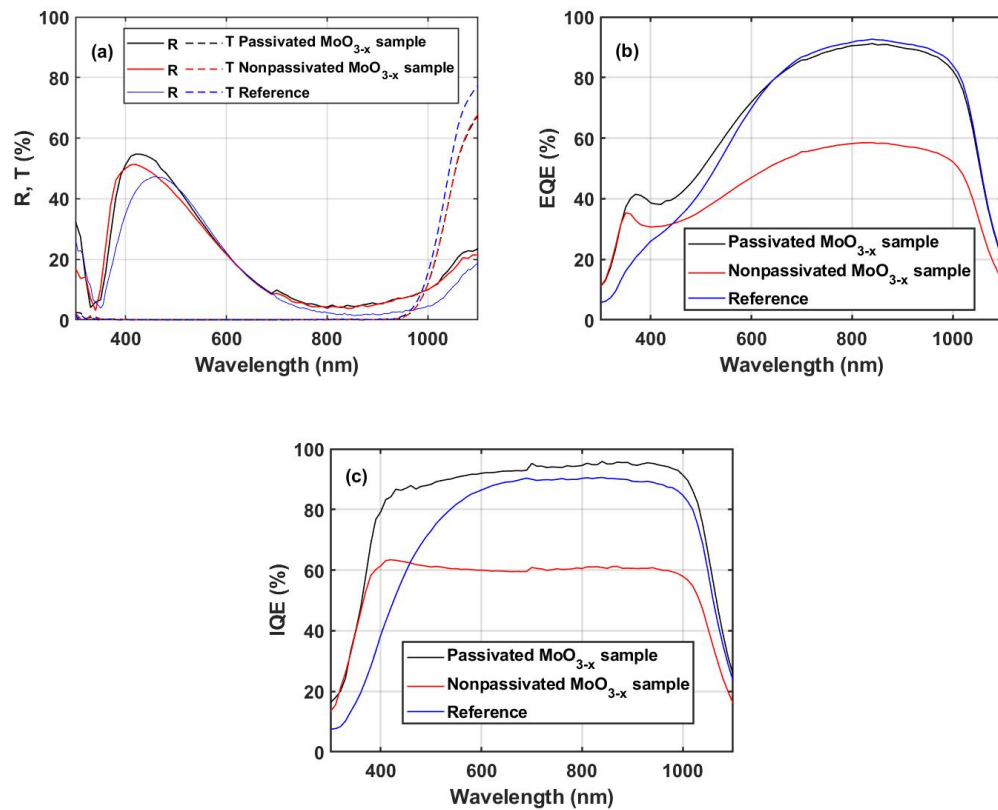 (a)
R T Passivated MoO3-x sample
R T Nonpassivated MoO3-x sample
R T Reference
100
80
60
40
20
0
R, T (%)
400 600 800 1000
Wavelength (nm)
(b)
100
80
60
40
20
0
EQE (%)
Passivated MoO3-x sample
Nonpassivated MoO3-x sample
Reference
300 400 600 800 1000
Wavelength (nm)
(c)
100
80
60
40
20
0
IQE (%)
Passivated MoO3-x sample
Nonpassivated MoO3-x sample
Reference
400 600 800 1000
Wavelength (nm)